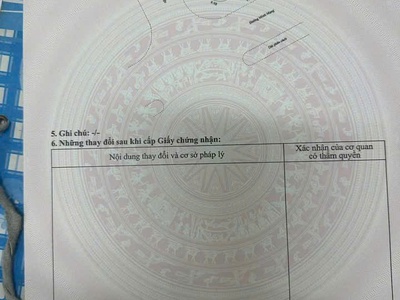 5. Ghi chú: -/-
6. Những thay đổi sau khi cấp Giấy chứng nhận:
Nội dung thay đổi và cơ sở pháp lý
Xác nhận của cơ quan
có thẩm quyền